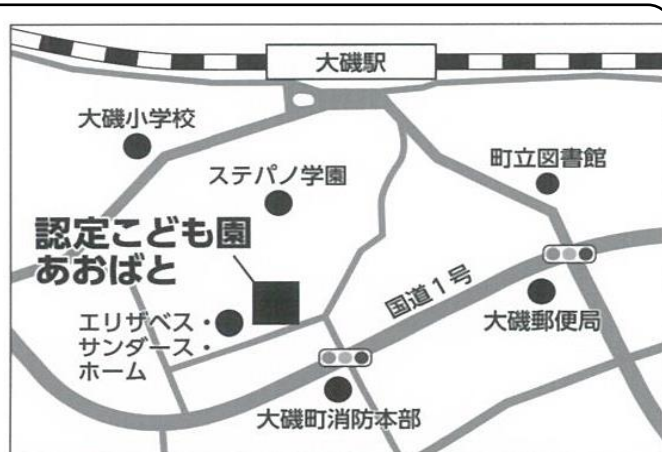 大磯駅
大磯小学校
町立図書館
ステパノ学園
認定こども園
あおばと
国道1号
エリザベス・
サンダース・
ホーム
大磯郵便局
大磯町消防本部